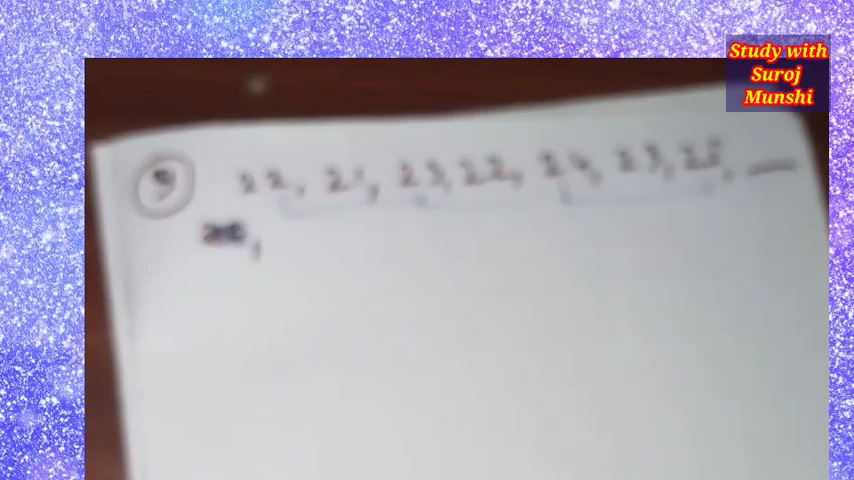 Study with
Suroj
Munshi
9 22, 21, 23, 22, 24, 23, 25, —